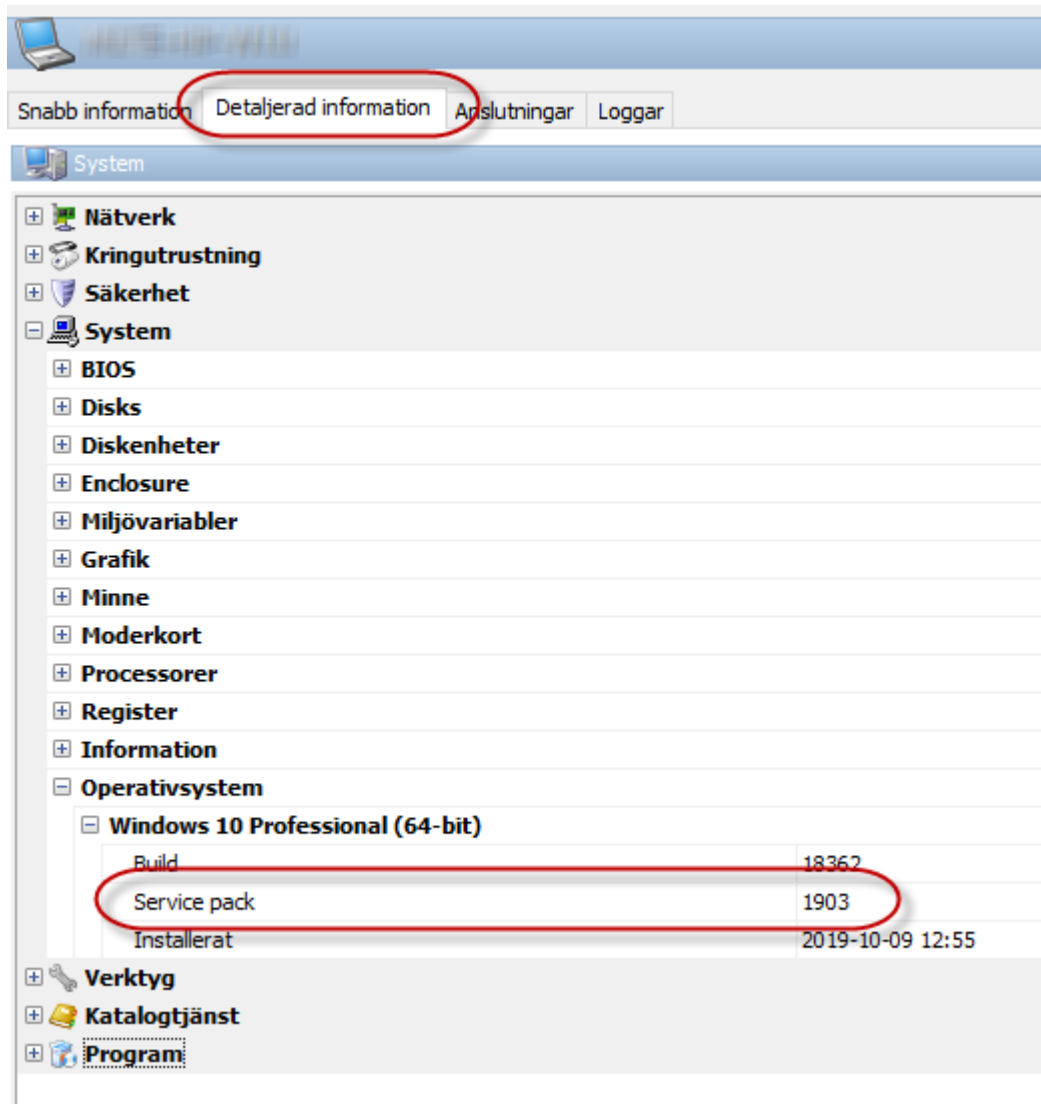 Snabb information Detaljerad information Anslutningar Loggar
System
Nätverk
Kringutrustning
Säkerhet
System
BIOS
Disks
Diskenheter
Enclosure
Miljövariabler
Grafik
Minne
Moderkort
Processorer
Register
Information
Operativsystem
Windows 10 Professional (64-bit)
Build 18362
Service pack 1903
Installerat 2019-10-09 12:55
Verktyg
Katalogtjänst
Program